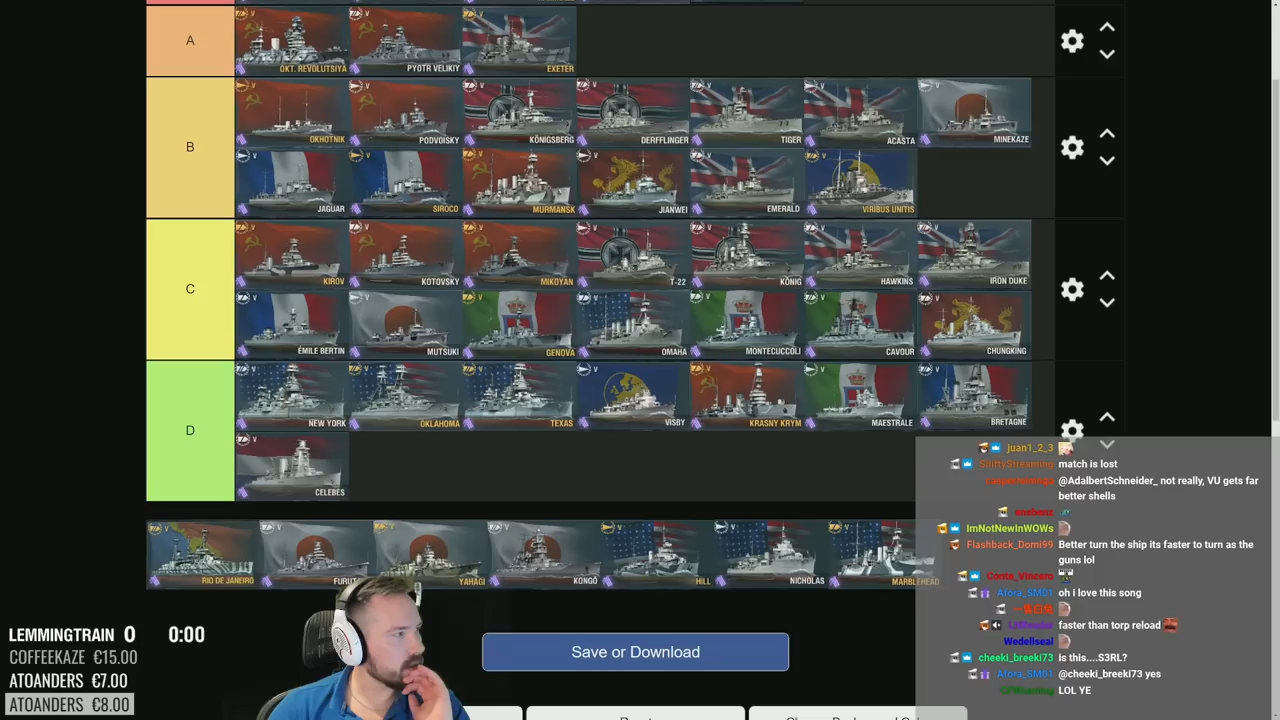 A
OKT. REVOLUTSIYA PYOTR VELIKIY EXETER
B
OKHOTNIK PODVOISKY KÖNIGSBERG DERFFLINGER TIGER ACASTA MINEKAZE
JAGUAR SIROCO MURMANSK JIANWEI EMERALD VIRIBUS UNITIS
C
KIROV KOTOVSKY MIKOYAN T-22 KÖNIG HAWKINS IRON DUKE
ÉMILE BERTIN MUTSUKI GENOVA OMAHA MONTECUCCOLI CAVOUR CHUNGKING
D
NEW YORK OKLAHOMA TEXAS VISBY KRASNY KRYM MAESTRALE BRETAGNE
CELEBES
RIO DE JANEIRO FURUT YAHAGI KONGŌ HILL NICHOLAS MARBLEHEAD
Save or Download
LEMMINGTRAIN 0 0:00
COFFEEKAZE €15.00
ATOANDERS €7.00
ATOANDERS €8.00
juan1_2_3
SniffyStreaming match is lost
@AdalbertSchneider_ not really, VU gets far
better shells
ImNotNewInWOWs
Flashback_Domi99 Better turn the ship its faster to turn as the
guns lol
Conte_Vincero
Afora_SM01 oh i love this song
faster than torp reload
Wedellseal
cheeki_breeki73 is this....S3RL?
Afora_SM01 @cheeki_breeki73 yes
LOL YE